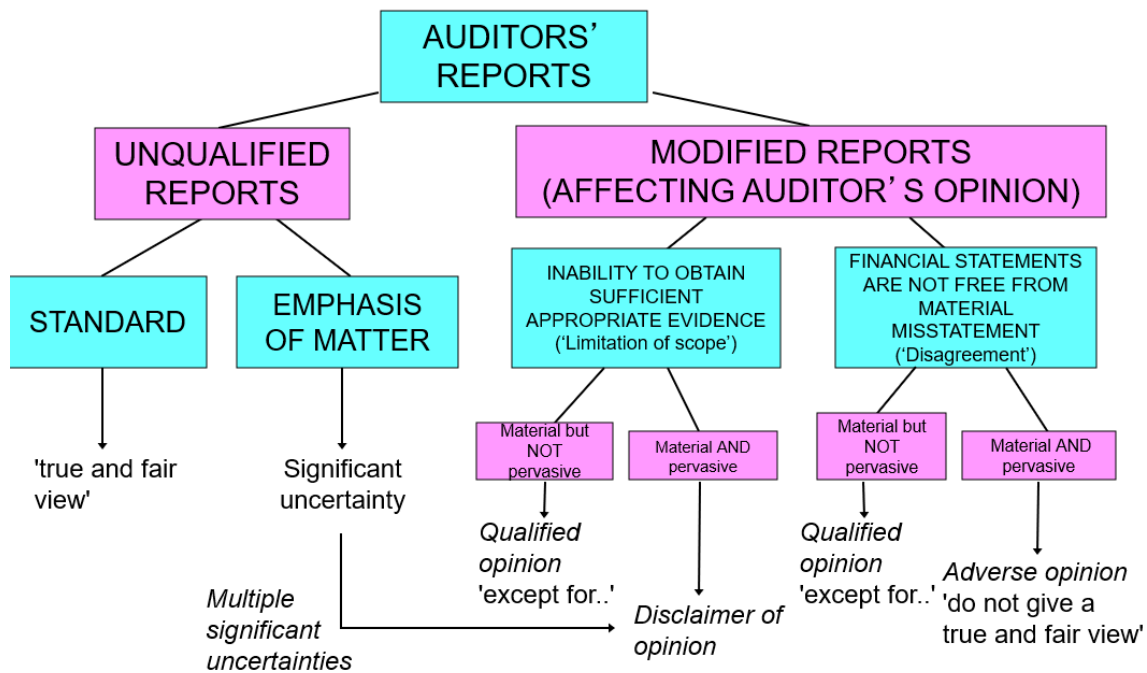 AUDITORS’
REPORTS
UNQUALIFIED
REPORTS
MODIFIED REPORTS
(AFFECTING AUDITOR’S OPINION)
STANDARD
EMPHASIS
OF MATTER
INABILITY TO OBTAIN
SUFFICIENT
APPROPRIATE EVIDENCE
(‘Limitation of scope’)
FINANCIAL STATEMENTS
ARE NOT FREE FROM
MATERIAL
MISSTATEMENT
(‘Disagreement’)
Material but
NOT
pervasive
Material AND
pervasive
Material but
NOT
pervasive
Material AND
pervasive
'true and fair
view'
Significant
uncertainty
Qualified
opinion
'except for..'
Qualified
opinion
'except for..'
Adverse opinion
'do not give a
true and fair view'
Multiple
significant
uncertainties
Disclaimer of
opinion